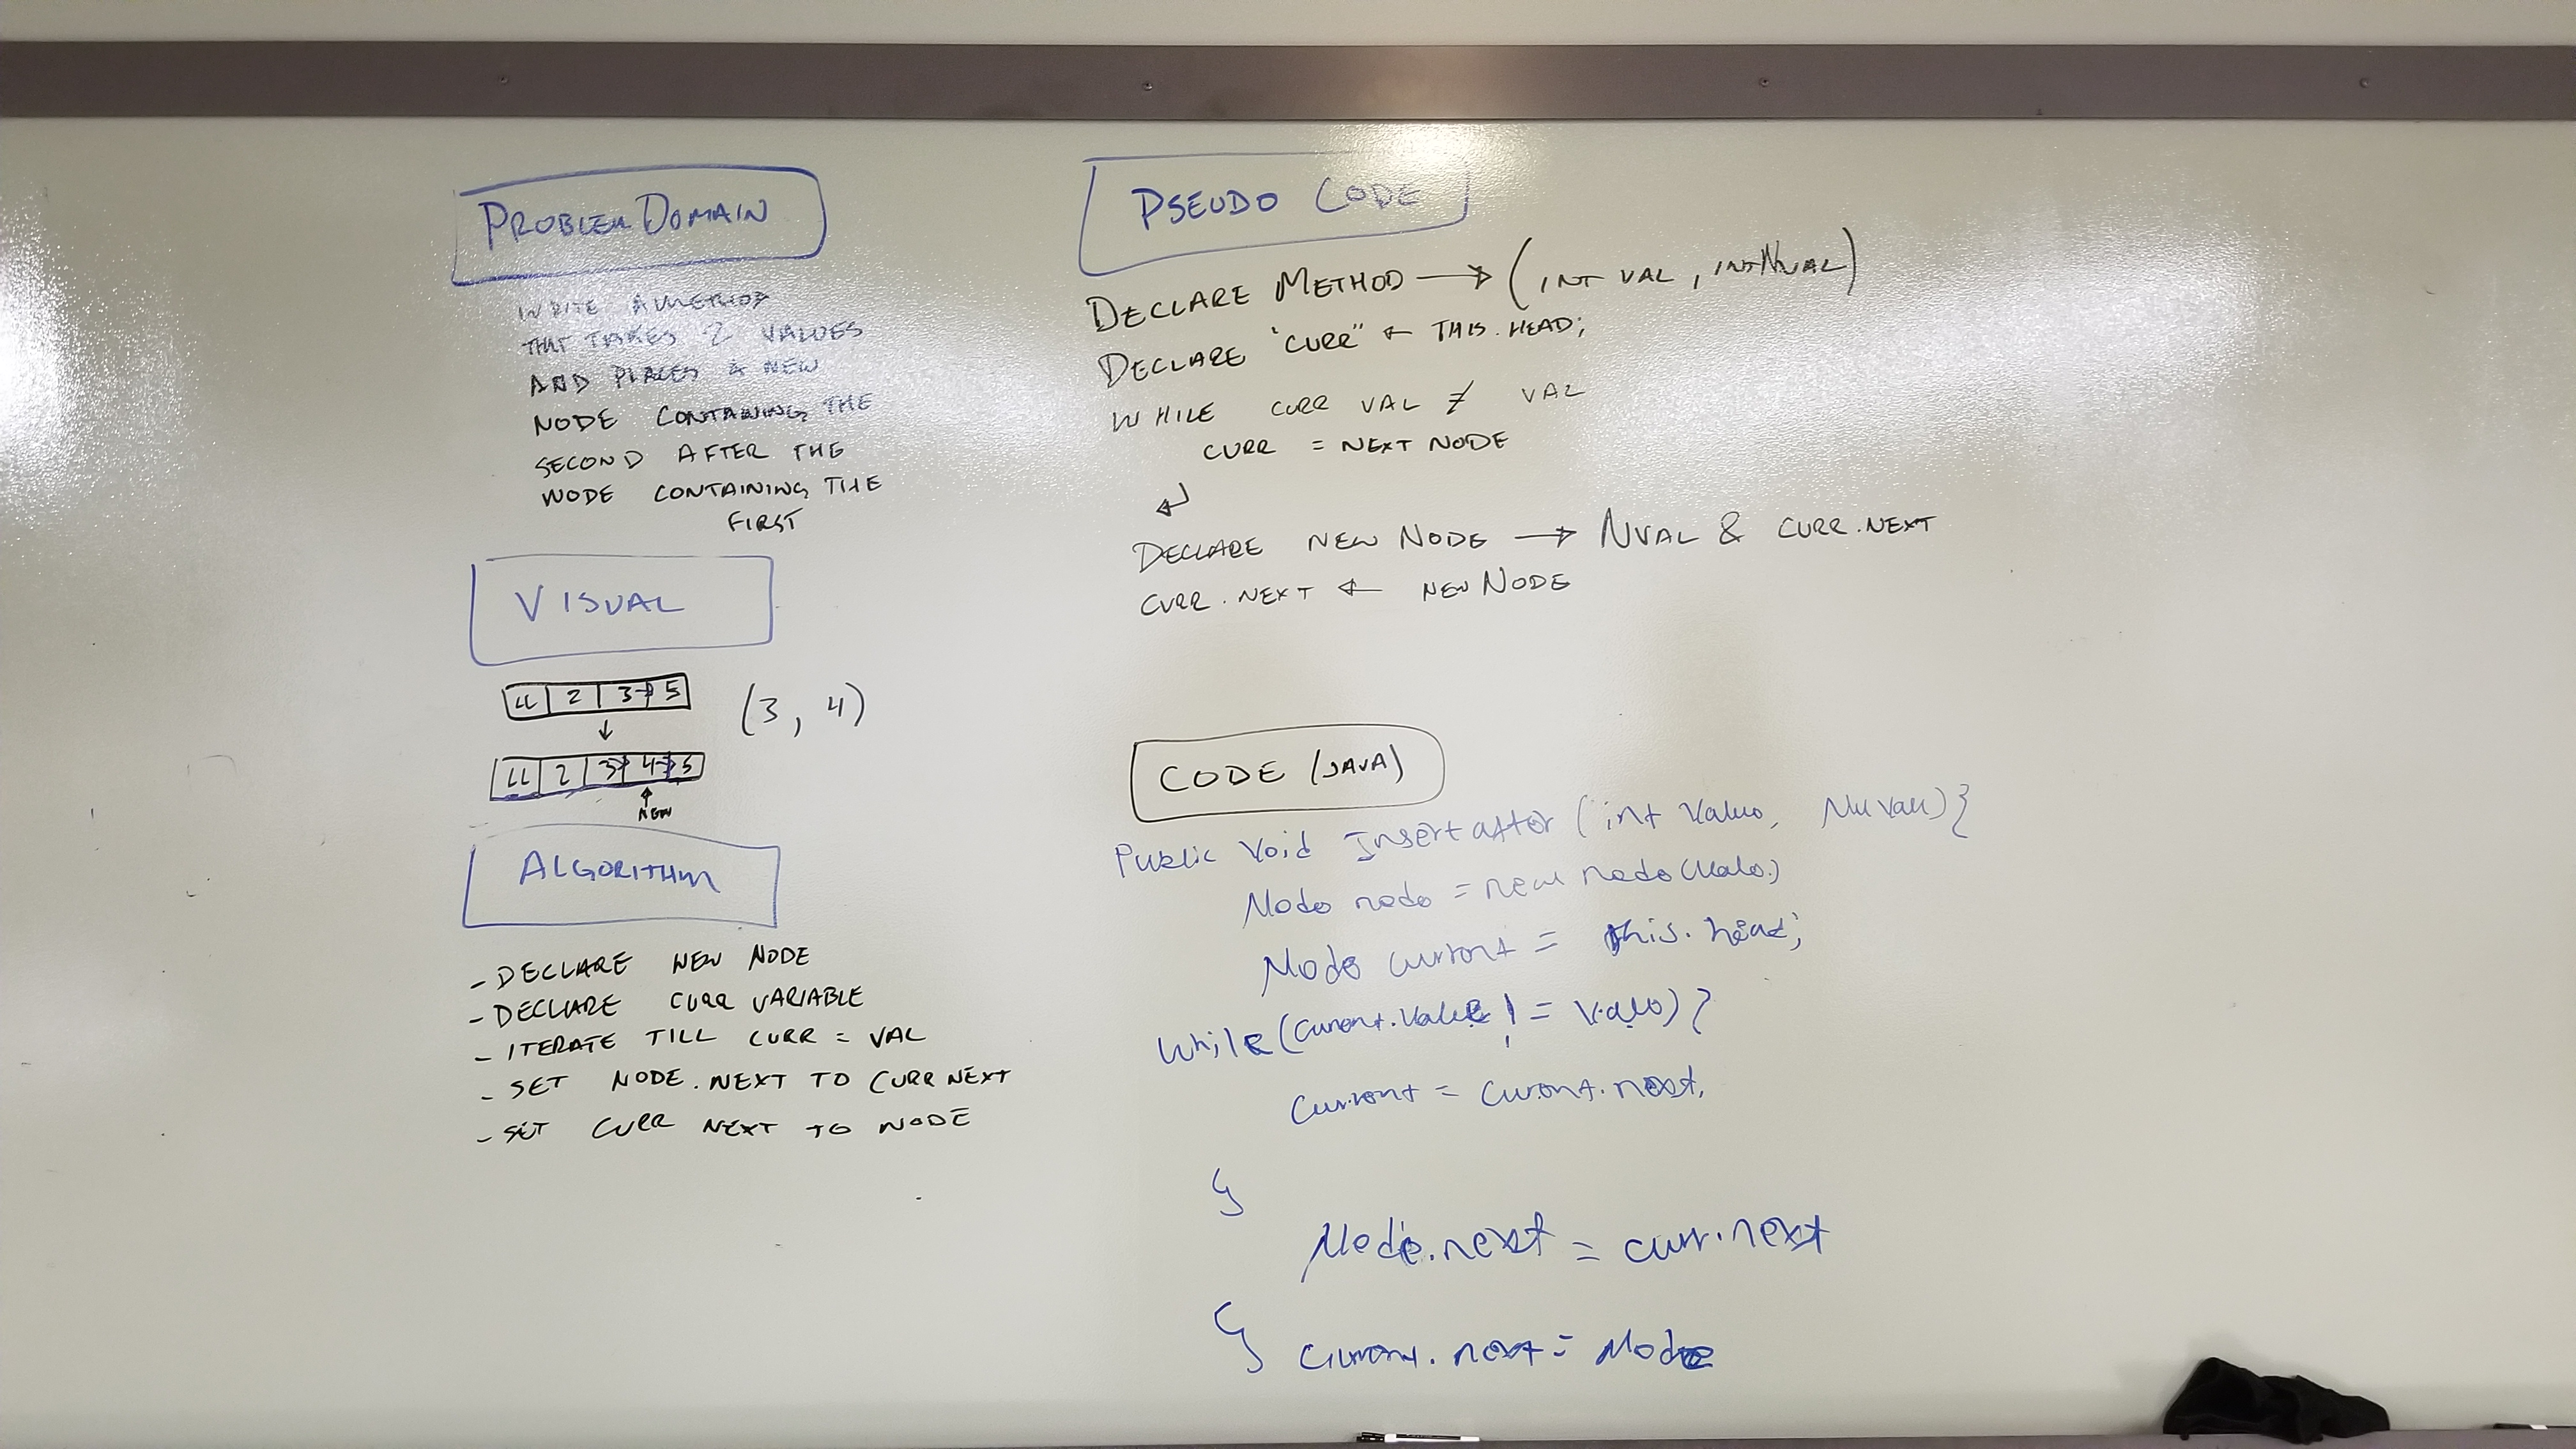 PROBLEM DOMAIN
WRITE A METHOD
THAT TAKES 2 VALUES
AND PLACES A NEW
NODE CONTAINING THE
SECOND AFTER THE
NODE CONTAINING THE
FIRST
VISUAL
LL 2 3 → 5
(3, 4)
↓
LL 2 3 → 4 → 5
↑
NEW
ALGORITHM
- DECLARE NEW NODE
- DECLARE CURR VARIABLE
- ITERATE TILL CURR = VAL
- SET NODE.NEXT TO CURR NEXT
- SET CURR NEXT TO NODE
PSEUDO CODE
DECLARE METHOD → (INT VAL, INT NVAL)
DECLARE "CURR" ← THIS.HEAD;
WHILE CURR VAL ≠ VAL
CURR = NEXT NODE
↵
DECLARE NEW NODE → NVAL & CURR.NEXT
CURR.NEXT ← NEW NODE
CODE (JAVA)
Public Void Insertafter (int Value, ){
Node node = new node(Value)
Node current = this.head;
while(current.value != value) }
current = current.next,
}
Node.next = curr.next
} current.next = Node